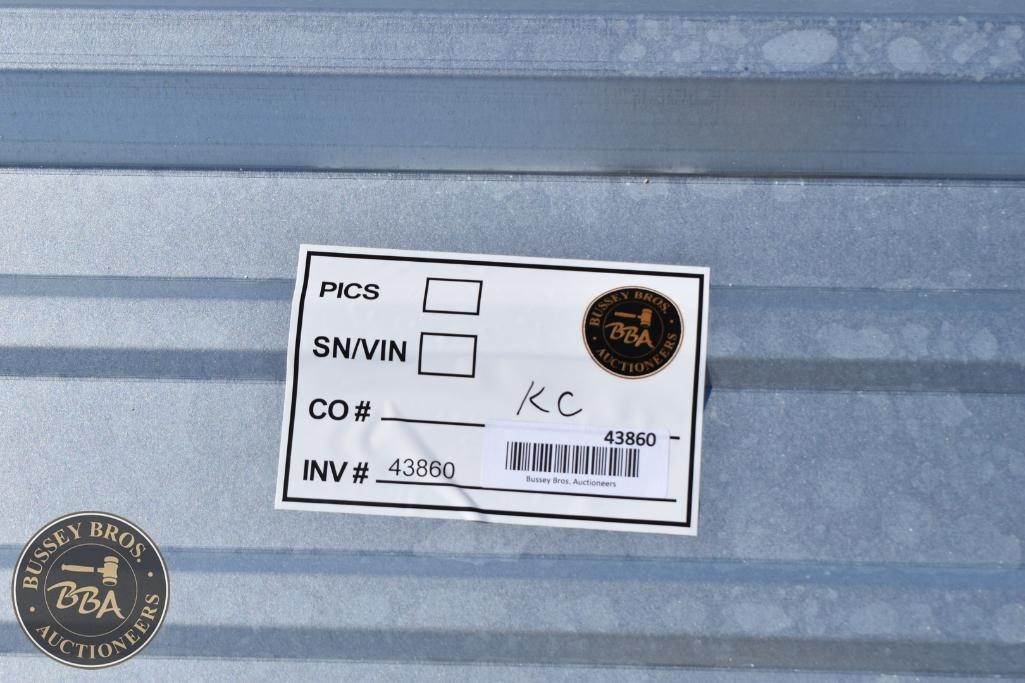 PICS
BUSSEY BROS.
BBA
AUCTIONEERS
SN/VIN
CO #
KC
43860
Bussey Bros. Auctioneers
INV # 43860
BUSSEY BROS.
BBA
AUCTIONEERS